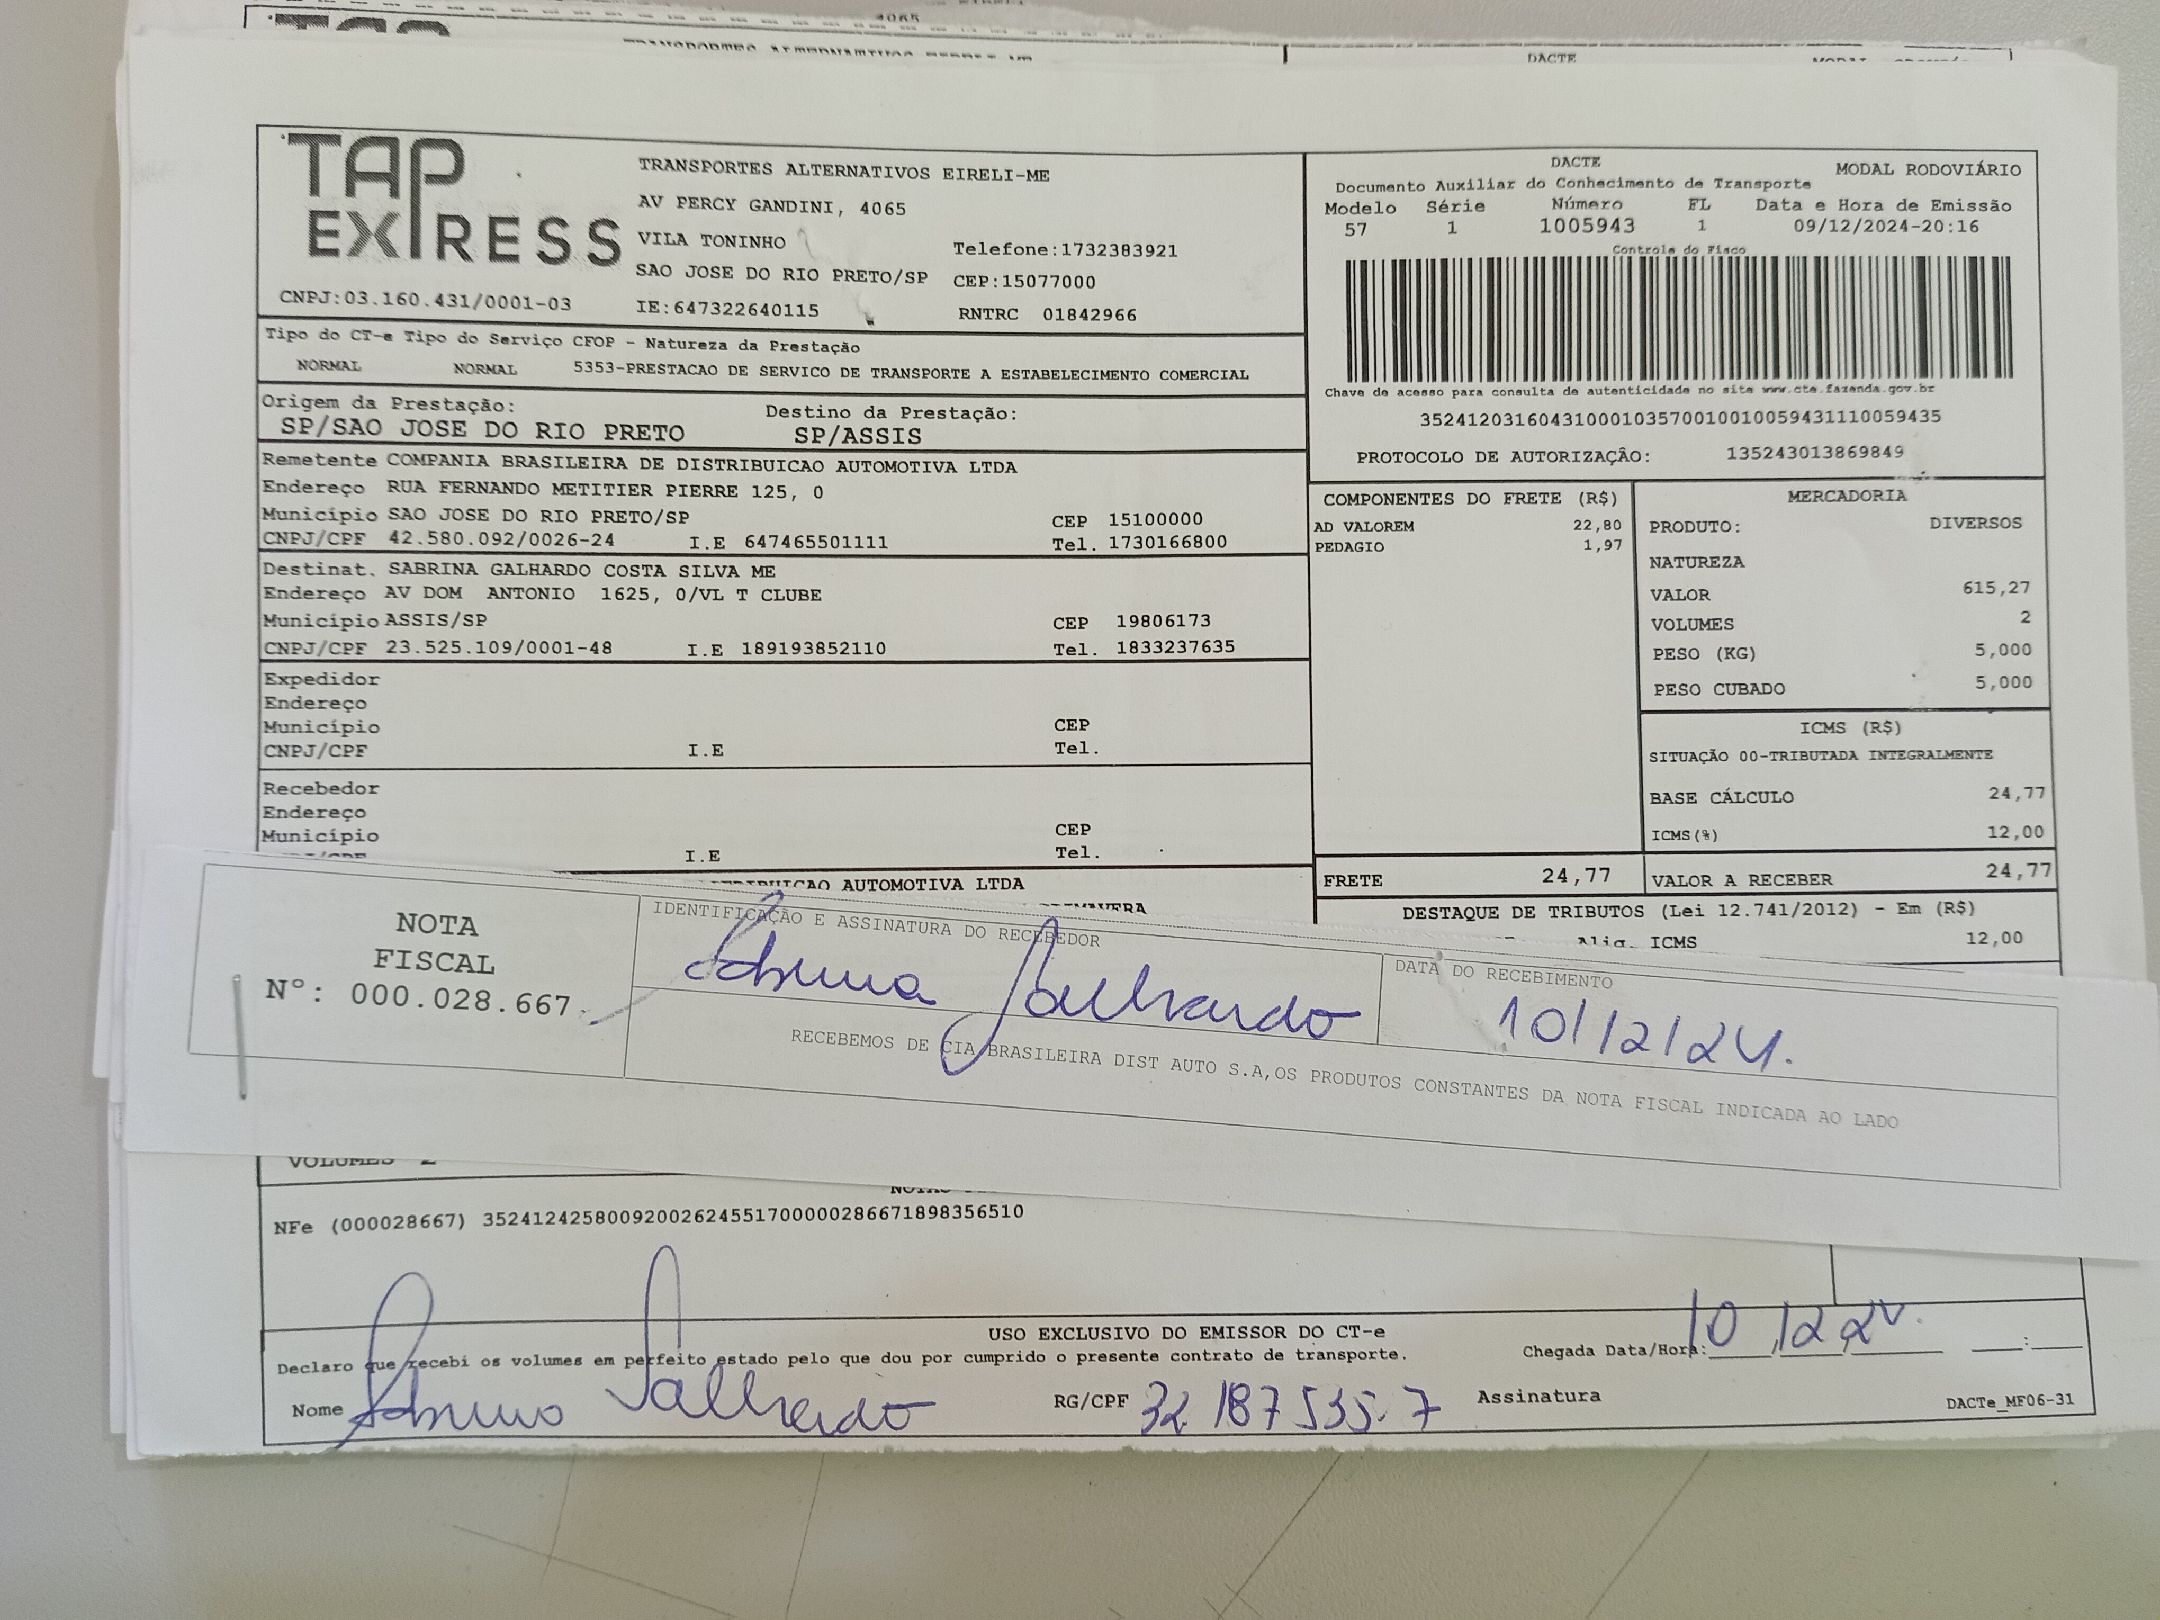 4065
DACTE
TAP
EXPRESS
TRANSPORTES ALTERNATIVOS EIRELI-ME
AV PERCY GANDINI, 4065
VILA TONINHO
Telefone:1732383921
SAO JOSE DO RIO PRETO/SP CEP:15077000
CNPJ:03.160.431/0001-03 IE:647322640115 RNTRC 01842966
DACTE MODAL RODOVIÁRIO
Documento Auxiliar do Conhecimento de Transporte
Modelo Série Número FL Data e Hora de Emissão
57 1 1005943 1 09/12/2024-20:16
Controle do Fisco
Chave de acesso para consulta de autenticidade no site www.cte.fazenda.gov.br
35241203160431000103570010010059431110059435
PROTOCOLO DE AUTORIZAÇÃO: 135243013869849
Tipo do CT-e Tipo do Serviço CFOP - Natureza da Prestação
NORMAL NORMAL 5353-PRESTACAO DE SERVICO DE TRANSPORTE A ESTABELECIMENTO COMERCIAL
Origem da Prestação: Destino da Prestação:
SP/SAO JOSE DO RIO PRETO SP/ASSIS
Remetente COMPANIA BRASILEIRA DE DISTRIBUICAO AUTOMOTIVA LTDA
Endereço RUA FERNANDO METITIER PIERRE 125, 0
Município SAO JOSE DO RIO PRETO/SP CEP 15100000
CNPJ/CPF 42.580.092/0026-24 I.E 647465501111 Tel. 1730166800
Destinat. SABRINA GALHARDO COSTA SILVA ME
Endereço AV DOM ANTONIO 1625, 0/VL T CLUBE
Município ASSIS/SP CEP 19806173
CNPJ/CPF 23.525.109/0001-48 I.E 189193852110 Tel. 1833237635
Expedidor
Endereço
Município CEP
CNPJ/CPF I.E Tel.
Recebedor
Endereço
Município CEP
I.E Tel.
AUTOMOTIVA LTDA
COMPONENTES DO FRETE (R$)
AD VALOREM 22,80
PEDAGIO 1,97
MERCADORIA
PRODUTO: DIVERSOS
NATUREZA
VALOR 615,27
VOLUMES 2
PESO (KG) 5,000
PESO CUBADO 5,000
ICMS (R$)
SITUAÇÃO 00-TRIBUTADA INTEGRALMENTE
BASE CÁLCULO 24,77
ICMS(%) 12,00
FRETE 24,77 VALOR A RECEBER 24,77
DESTAQUE DE TRIBUTOS (Lei 12.741/2012) - Em (R$)
Aliq. ICMS 12,00
NOTA
FISCAL
Nº: 000.028.667
IDENTIFICAÇÃO E ASSINATURA DO RECEBEDOR
Sabrina Galhardo
DATA DO RECEBIMENTO
10/12/24.
RECEBEMOS DE CIA BRASILEIRA DIST AUTO S.A,OS PRODUTOS CONSTANTES DA NOTA FISCAL INDICADA AO LADO
VOLUMES 2
NFe (000028667) 35241242580092002624551700000286671898356510
USO EXCLUSIVO DO EMISSOR DO CT-e
Declaro que recebi os volumes em perfeito estado pelo que dou por cumprido o presente contrato de transporte.
Chegada Data/Hora: 10 12 24.
Nome Sabrina Galhardo RG/CPF 32 187 535.7 Assinatura
DACTe_MF06-31